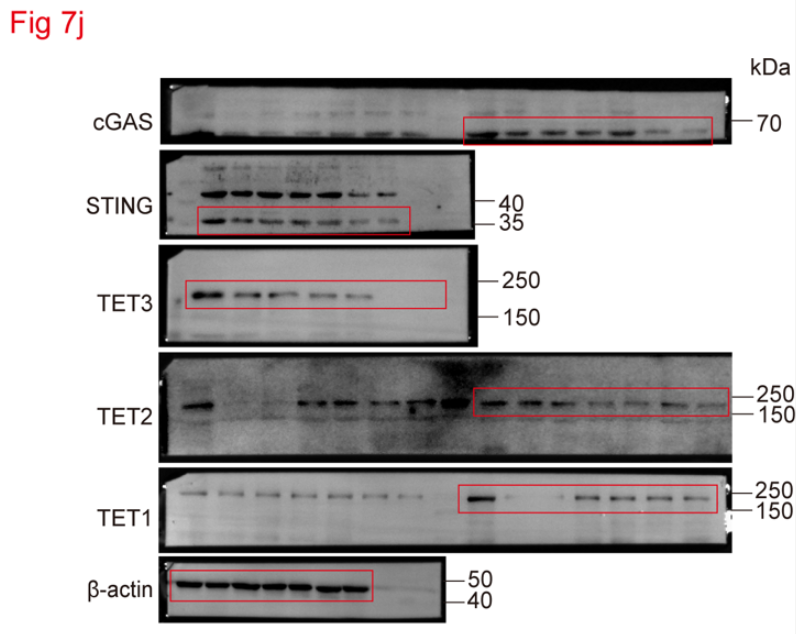 Fig 7j
kDa
cGAS
70
STING
40
35
TET3
250
150
TET2
250
150
TET1
250
150
β-actin
50
40